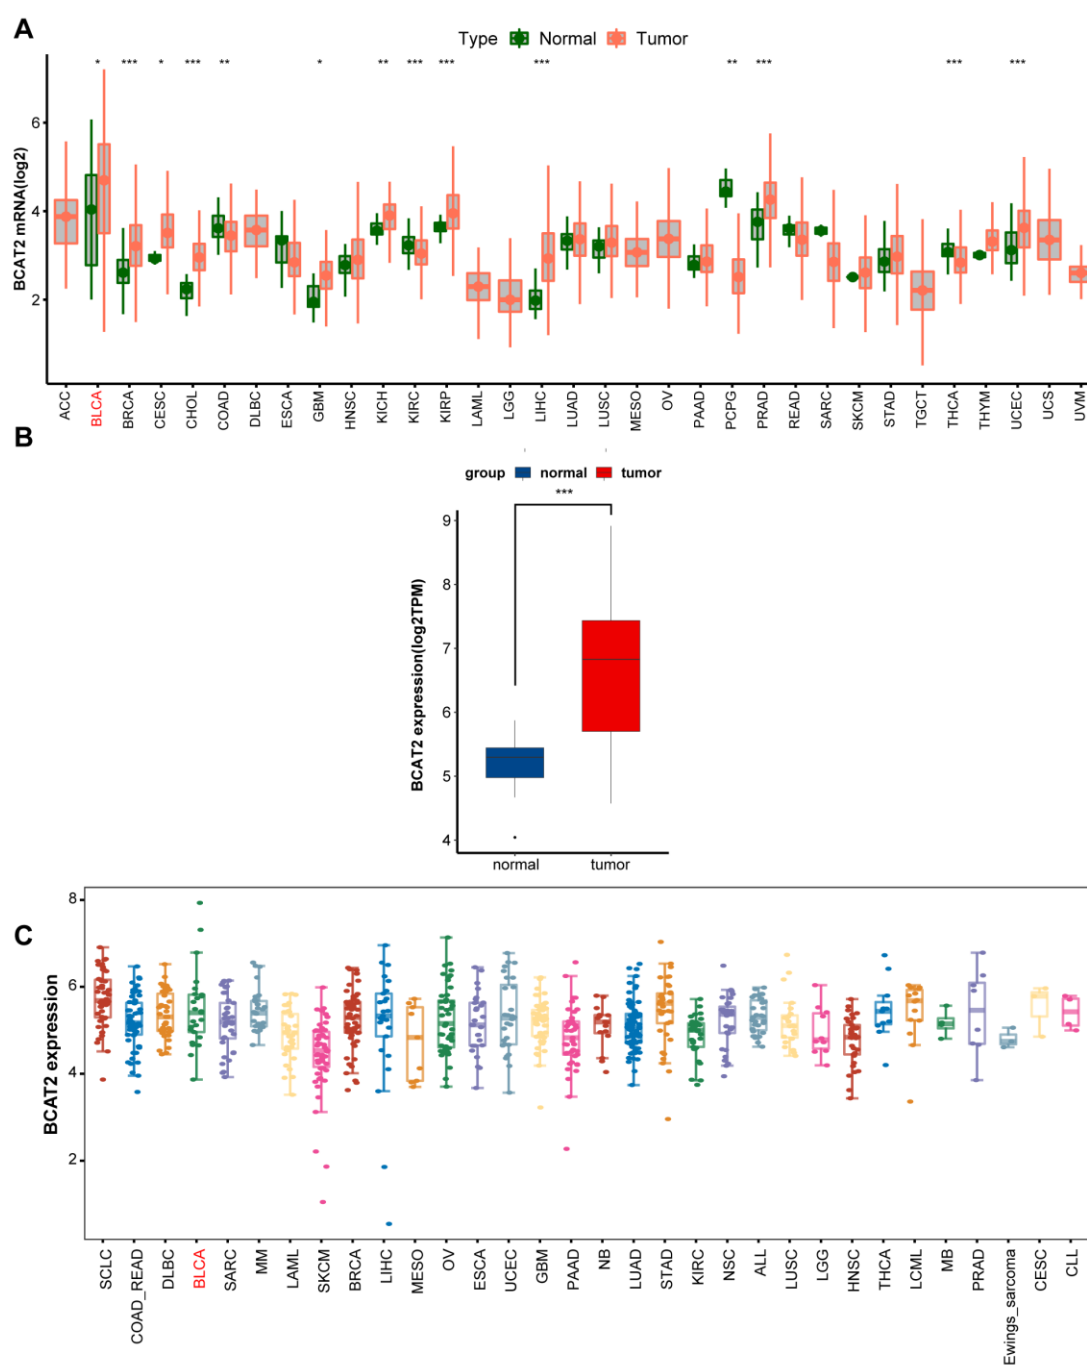 A
Type Normal Tumor
* *** * *** ** * ** *** *** *** ** *** *** ***
BCAT2 mRNA(log2)
6
4
2
ACC BLCA BRCA CESC CHOL COAD DLBC ESCA GBM HNSC KCH KIRC KIRP LAML LGG LIHC LUAD LUSC MESO OV PAAD PCPG PRAD READ SARC SKCM STAD TGCT THCA THYM UCEC UCS UVM
B
group normal tumor
***
BCAT2 expression(log2TPM)
9
8
7
6
5
4
normal tumor
C
BCAT2 expression
8
6
4
2
SCLC COAD_READ DLBC BLCA SARC MM LAML SKCM BRCA LIHC MESO OV ESCA UCEC GBM PAAD NB LUAD STAD KIRC NSC ALL LUSC LGG HNSC THCA LCML MB PRAD Ewings_sarcoma CESC CLL